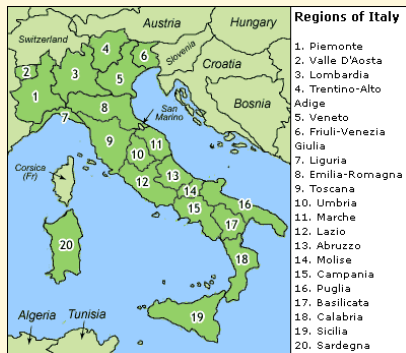 Regions of Italy
1. Piemonte
2. Valle D'Aosta
3. Lombardia
4. Trentino-Alto
Adige
5. Veneto
6. Friuli-Venezia
Giulia
7. Liguria
8. Emilia-Romagna
9. Toscana
10. Umbria
11. Marche
12. Lazio
13. Abruzzo
14. Molise
15. Campania
16. Puglia
17. Basilicata
18. Calabria
19. Sicilia
20. Sardegna
Austria
Hungary
Switzerland
Slovenia
Croatia
Bosnia
San
Marino
Corsica
(Fr)
Algeria
Tunisia
1
2
3
4
5
6
7
8
9
10
11
12
13
14
15
16
17
18
19
20